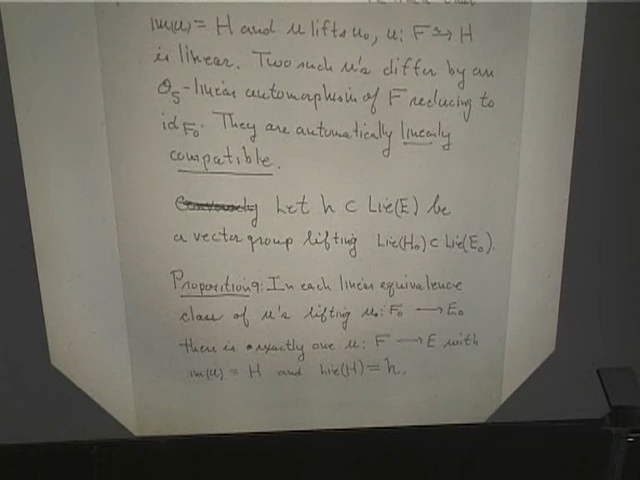 im(u) = H and u lifts u₀, u: F ⥲ H
is linear. Two such u's differ by an
O_S-linear automorphism of F reducing to
id_F₀. They are automatically linearly
compatible.
Let h ⊂ Lie(E) be
a vector group lifting Lie(H₀) ⊂ Lie(E₀).
Proposition 9: In each linear equivalence
class of u's lifting u₀: F₀ → E₀
there is exactly one u: F → E with
im(u) = H and Lie(H) = h.